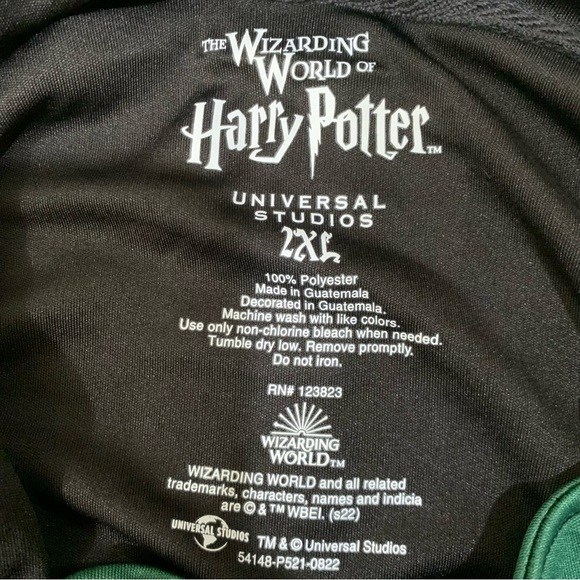 THE WIZARDING
WORLD OF
Harry Potter™
UNIVERSAL
STUDIOS
2XL
100% Polyester
Made in Guatemala
Decorated in Guatemala.
Machine wash with like colors.
Use only non-chlorine bleach when needed.
Tumble dry low. Remove promptly.
Do not iron.
RN# 123823
WIZARDING
WORLD™
WIZARDING WORLD and all related
trademarks, characters, names and indicia
are © & ™ WBEI. (s22)
UNIVERSAL STUDIOS
TM & © Universal Studios
54148-P521-0822